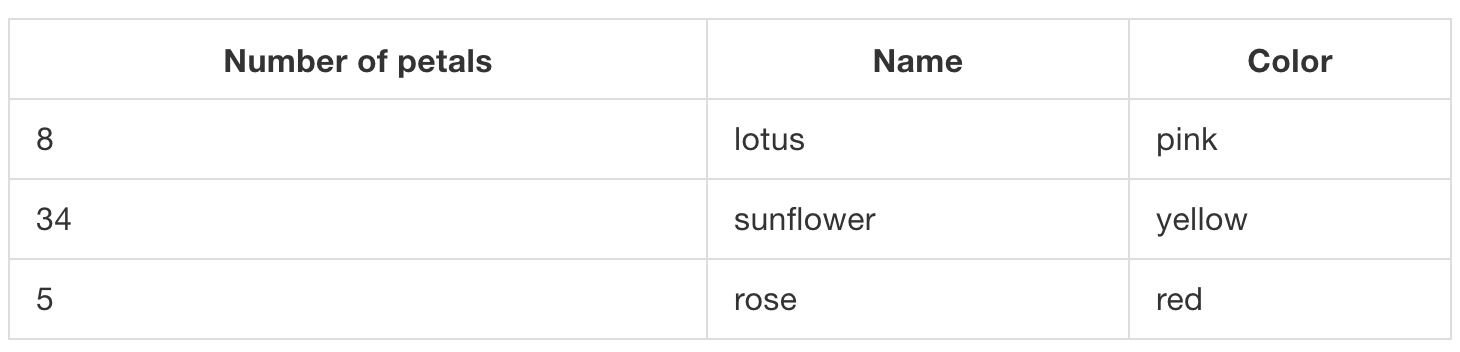 Number of petals Name Color
8 lotus pink
34 sunflower yellow
5 rose red